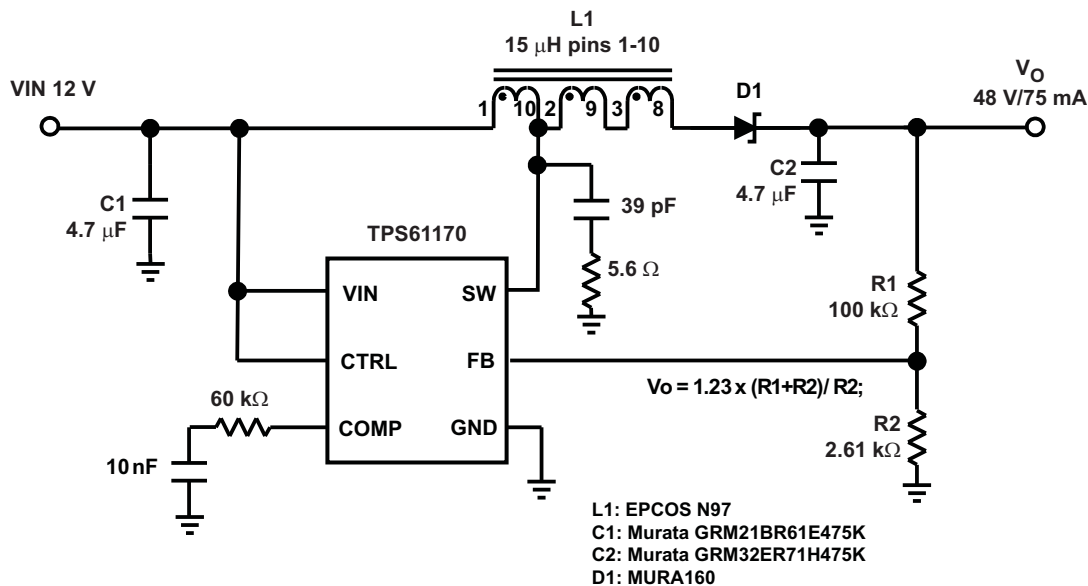 L1
15 μH pins 1-10
VIN 12 V
D1
VO
48 V/75 mA
1
10
2
9
3
8
C1
4.7 μF
C2
4.7 μF
39 pF
TPS61170
5.6 Ω
VIN
SW
R1
100 kΩ
CTRL
FB
Vo = 1.23 x (R1+R2)/ R2;
60 kΩ
COMP
GND
R2
2.61 kΩ
10 nF
L1: EPCOS N97
C1: Murata GRM21BR61E475K
C2: Murata GRM32ER71H475K
D1: MURA160